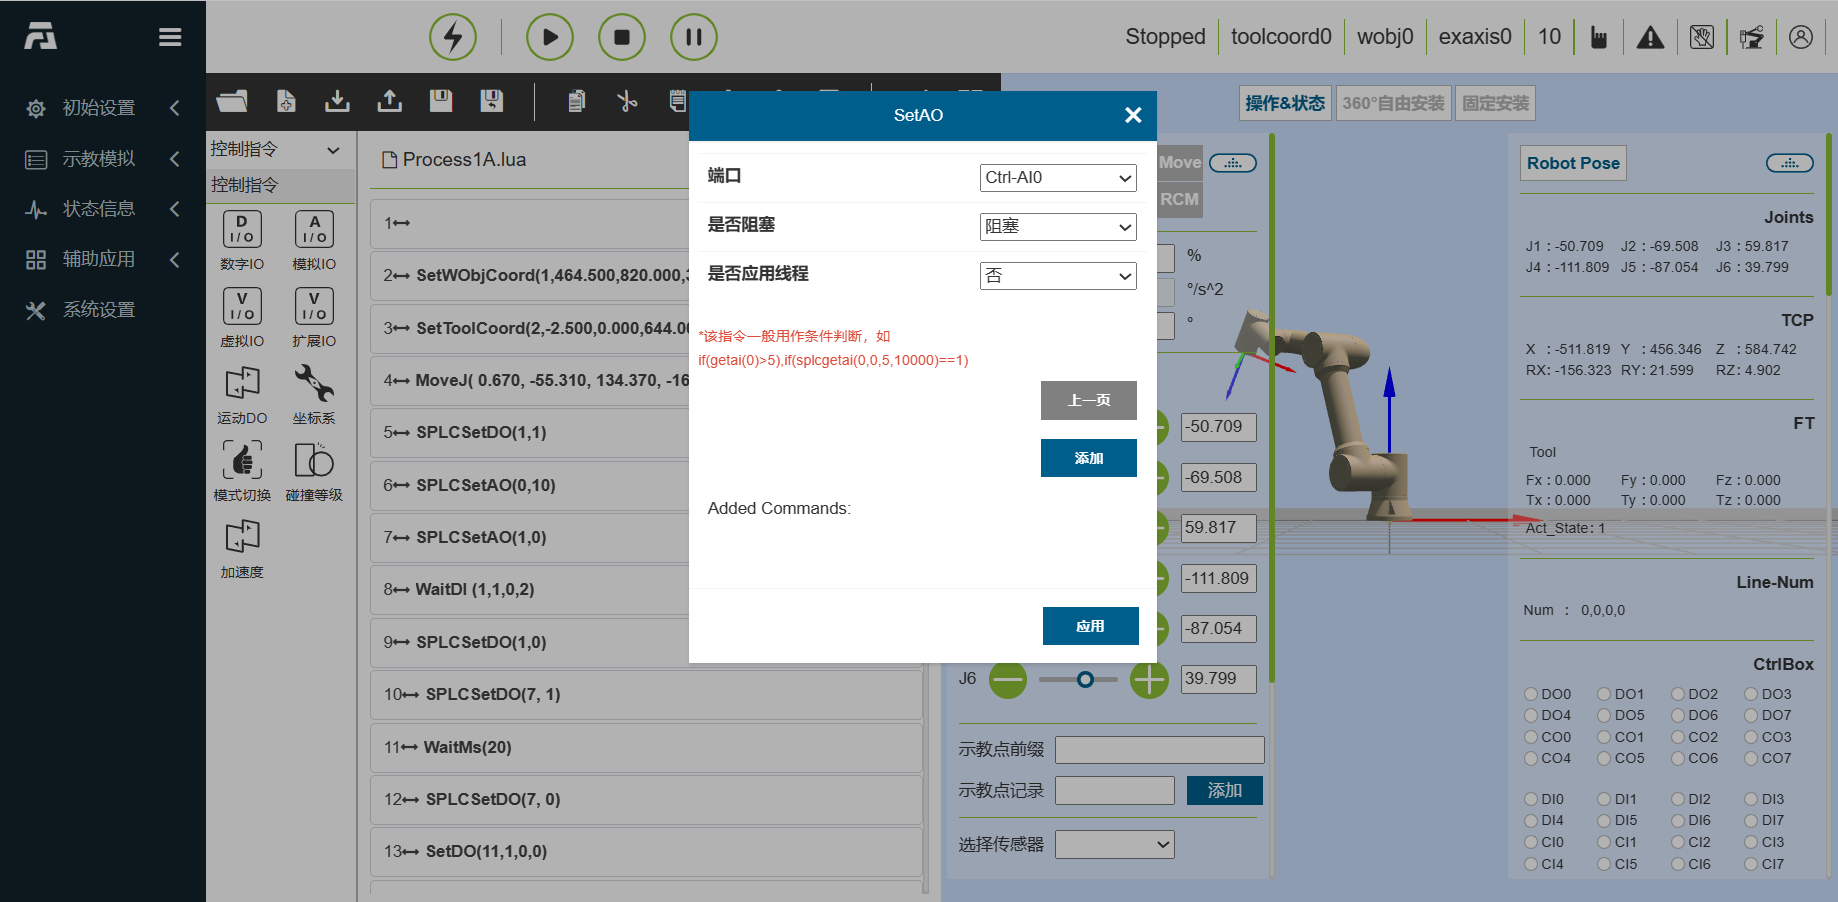 Stopped
toolcoord0
wobj0
exaxis0
10
初始设置
示教模拟
状态信息
辅助应用
系统设置
控制指令
控制指令
D
I/O
数字IO
A
I/O
模拟IO
V
I/O
虚拟IO
V
I/O
扩展IO
运动DO
坐标系
模式切换
碰撞等级
加速度
Process1A.lua
1
2 SetWObjCoord(1,464.500,820.000,
3 SetToolCoord(2,-2.500,0.000,644.0
4 MoveJ( 0.670, -55.310, 134.370, -16
5 SPLCSetDO(1,1)
6 SPLCSetAO(0,10)
7 SPLCSetAO(1,0)
8 WaitDI (1,1,0,2)
9 SPLCSetDO(1,0)
10 SPLCSetDO(7, 1)
11 WaitMs(20)
12 SPLCSetDO(7, 0)
13 SetDO(11,1,0,0)
SetAO
端口
Ctrl-AI0
是否阻塞
阻塞
是否应用线程
否
*该指令一般用作条件判断，如
if(getai(0)>5),if(splcgetai(0,0,5,10000)==1)
上一页
添加
Added Commands:
应用
Move
RCM
%
°/s^2
°
-50.709
-69.508
59.817
-111.809
-87.054
J6
39.799
示教点前缀
示教点记录
添加
选择传感器
操作&状态
360°自由安装
固定安装
Robot Pose
Joints
J1 : -50.709 J2 : -69.508 J3 : 59.817
J4 : -111.809 J5 : -87.054 J6 : 39.799
TCP
X : -511.819 Y : 456.346 Z : 584.742
RX: -156.323 RY: 21.599 RZ: 4.902
FT
Tool
Fx : 0.000 Fy : 0.000 Fz : 0.000
Tx : 0.000 Ty : 0.000 Tz : 0.000
Act_State: 1
Line-Num
Num : 0,0,0,0
CtrlBox
DO0 DO1 DO2 DO3
DO4 DO5 DO6 DO7
CO0 CO1 CO2 CO3
CO4 CO5 CO6 CO7
DI0 DI1 DI2 DI3
DI4 DI5 DI6 DI7
CI0 CI1 CI2 CI3
CI4 CI5 CI6 CI7